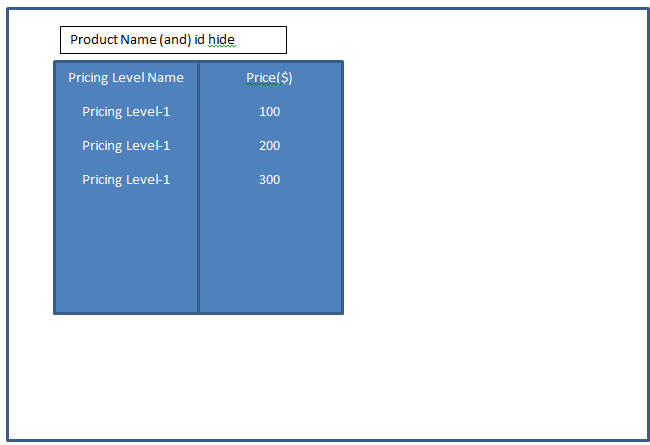 Product Name (and) id hide
Pricing Level Name Price($)
Pricing Level-1 100
Pricing Level-1 200
Pricing Level-1 300